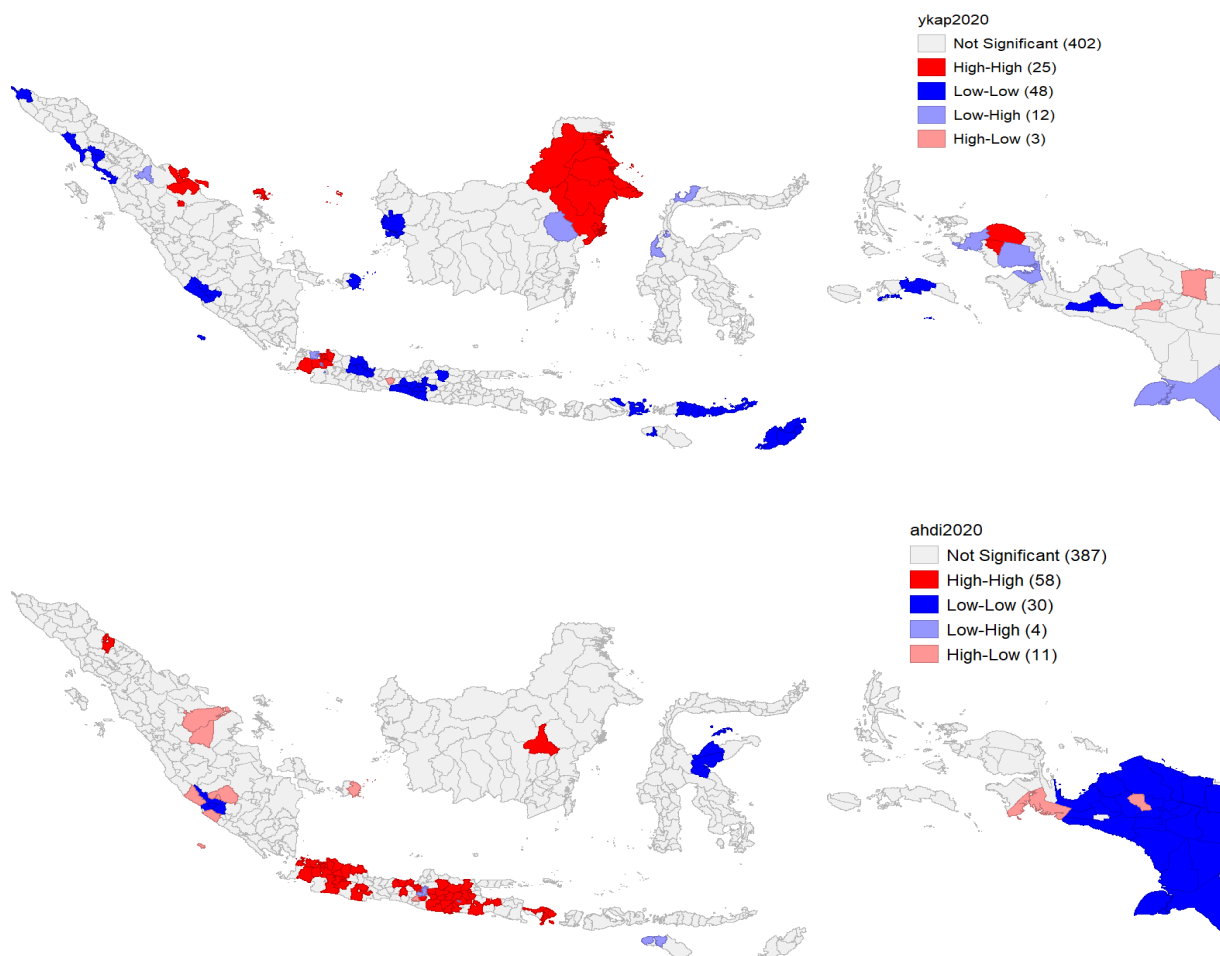 ykap2020
Not Significant (402)
High-High (25)
Low-Low (48)
Low-High (12)
High-Low (3)
ahdi2020
Not Significant (387)
High-High (58)
Low-Low (30)
Low-High (4)
High-Low (11)